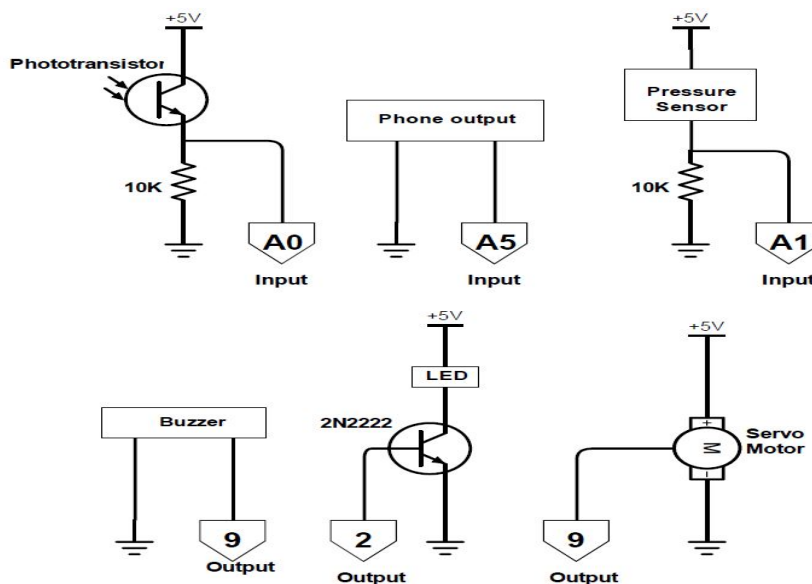 +5V
Phototransistor
10K
A0
Input
Phone output
A5
Input
+5V
Pressure
Sensor
10K
A1
Input
Buzzer
9
Output
+5V
LED
2N2222
2
Output
+5V
+
M
-
Servo
Motor
9
Output